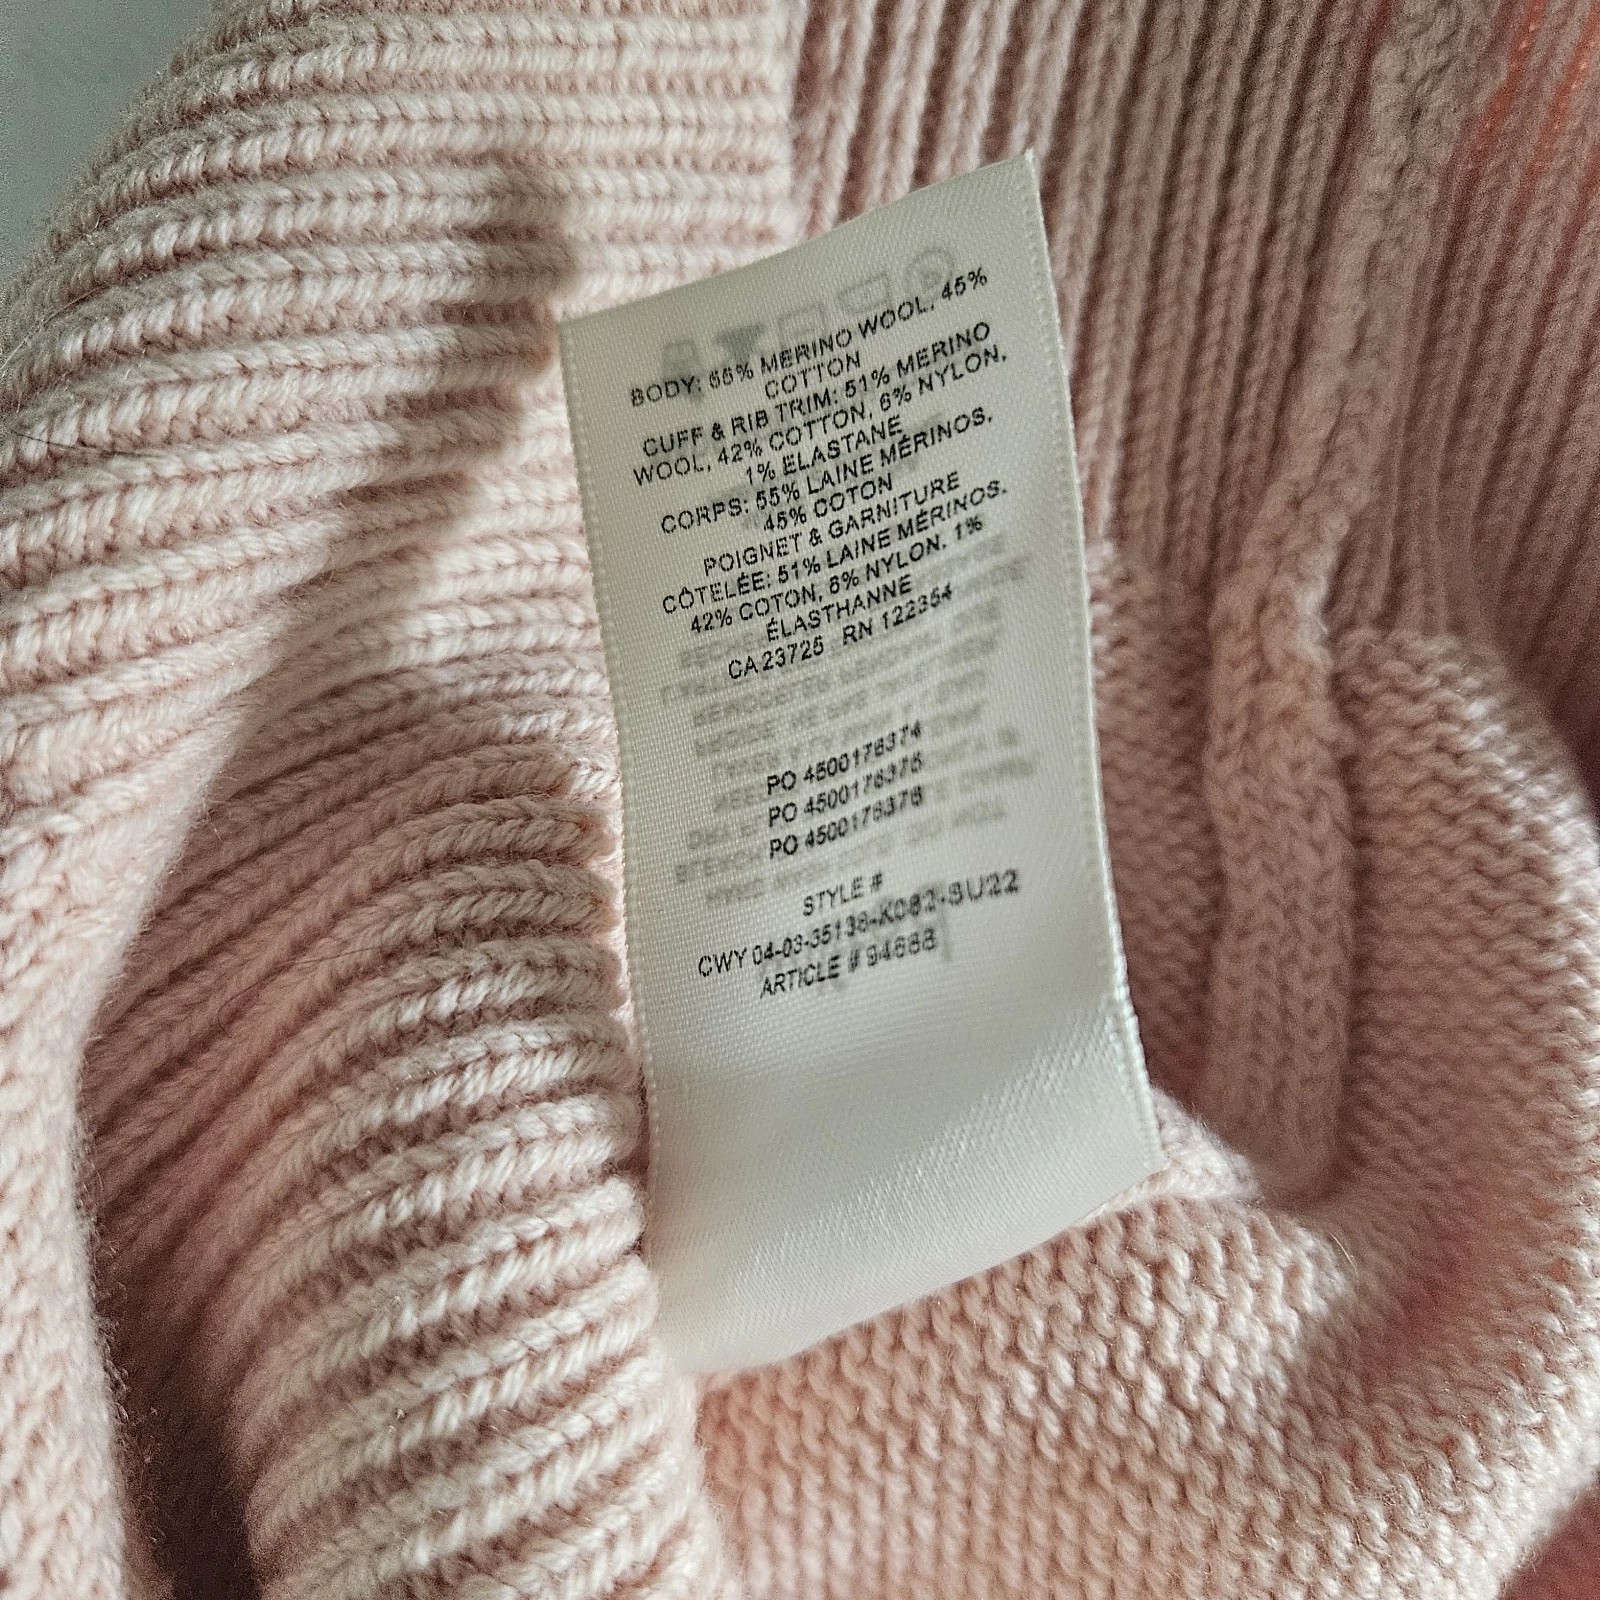 BODY: 55% MERINO WOOL, 45%
COTTON
CUFF & RIB TRIM: 51% MERINO
WOOL, 42% COTTON, 6% NYLON,
1% ELASTANE
CORPS: 55% LAINE MÉRINOS,
45% COTON
POIGNET & GARNITURE
CÔTELÉE: 51% LAINE MÉRINOS,
42% COTON, 6% NYLON, 1%
ÉLASTHANNE
CA 23725 RN 122354
PO 4500176374
PO 4500176375
PO 4500176376
STYLE #
CWY 04-03-35138-K082-SU22
ARTICLE #